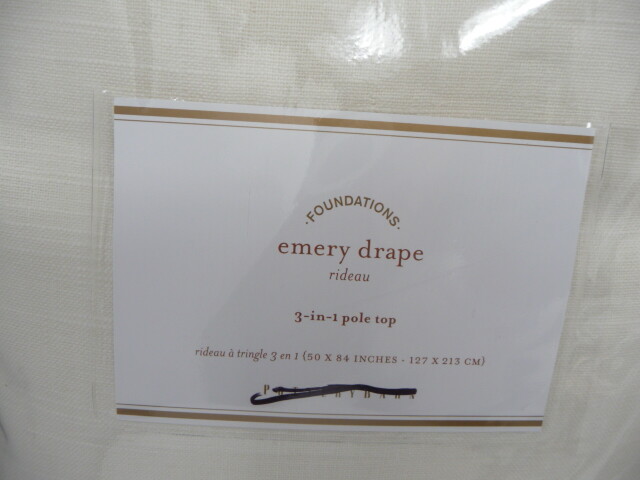 ·FOUNDATIONS·
emery drape
rideau
3-in-1 pole top
rideau à tringle 3 en 1 (50 X 84 INCHES - 127 X 213 CM)